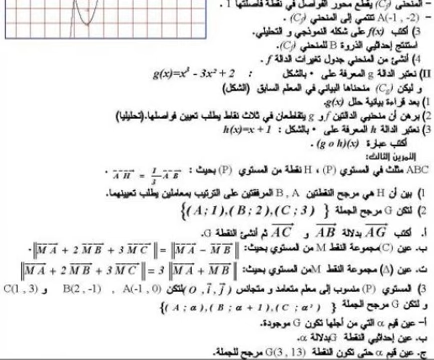 - المنحني (Cf) يقطع محور الفواصل في نقطة فاصلتها 1 .
- A(-1 , -2) تنتمي إلى المنحني (Cf) .
3) أكتب f(x) على شكله النموذجي و التحليلي.
استنتج إحداثيي الذروة B للمنحني (Cf)
4) أنشئ من المنحني جدول تغيرات الدالة f .
II) نعتبر الدالة g المعرفة على • بالشكل : g(x)=x³ - 3x² + 2
و ليكن (Cg) منحناها البياني في المعلم السابق (الشكل)
1) بعد قراءة بيانية حلل g(x).
2) برهن أن منحنيي الدالتين f و g يتقاطعان في ثلاث نقاط يطلب تعيين فواصلها.(تحليليا)
3) نعتبر الدالة h المعرفة على • بالشكل : h(x)=x + 1
أكتب عبارة (g o h)(x) .
التمرين الثالث:
ABC مثلث في المستوي (P) ، H نقطة من المستوي (P) بحيث : AH = 1/3 AB .
1) بين أن H هي مرجح النقطتين A , B المرفقتين على الترتيب بمعاملين يطلب تعيينهما.
2) لتكن G مرجح الجملة {(A ; 1) , (B ; 2) , (C ; 3)}
أ. أكتب AG بدلالة AB و AC ثم أنشئ النقطة G.
ب. عين (C) مجموعة النقط M من المستوي بحيث: ‖MA + 2MB + 3MC‖ = ‖MA - MB‖ .
ت. عين (Δ) مجموعة النقط M من المستوي بحيث: ‖MA + 2MB + 3MC‖ = 3‖MA + MB‖
3) المستوي (P) منسوب إلى معلم متعامد و متجانس (O , i , j) لتكن A(-1 , 0) , B(2 , -1) و C(1 , 3)
و لتكن G مرجح الجملة {(A ; α) , (B ; α + 1) , (C ; α²)}
أ- عين قيم α التي من أجلها تكون G موجودة.
ب. عين إحداثيي النقطة G بدلالة α.
ج. عين قيم α حتى تكون النقطة G(3 , 13) مرجح للجملة.